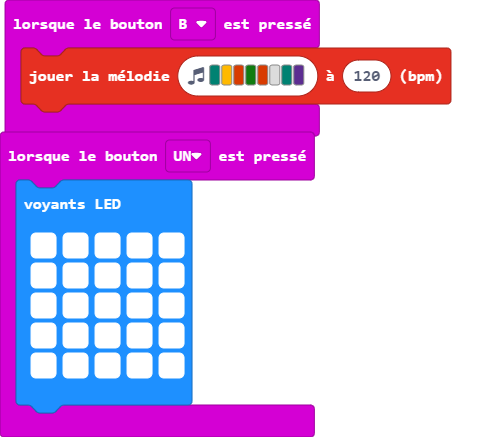 lorsque le bouton B est pressé
jouer la mélodie à 120 (bpm)
lorsque le bouton UN est pressé
voyants LED